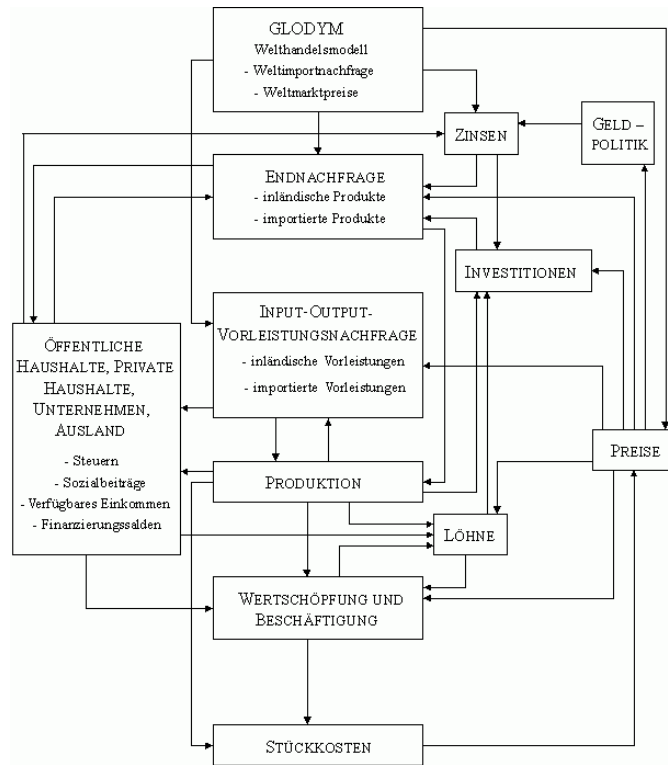 GLODYM
Welthandelsmodell
- Weltimportnachfrage
- Weltmarktpreise
ZINSEN
GELD –
POLITIK
ENDNACHFRAGE
- inländische Produkte
- importierte Produkte
INVESTITIONEN
INPUT-OUTPUT-
VORLEISTUNGSNACHFRAGE
- inländische Vorleistungen
- importierte Vorleistungen
ÖFFENTLICHE
HAUSHALTE, PRIVATE
HAUSHALTE,
UNTERNEHMEN,
AUSLAND
- Steuern
- Sozialbeiträge
- Verfügbares Einkommen
- Finanzierungssalden
PREISE
PRODUKTION
LÖHNE
WERTSCHÖPFUNG UND
BESCHÄFTIGUNG
STÜCKKOSTEN